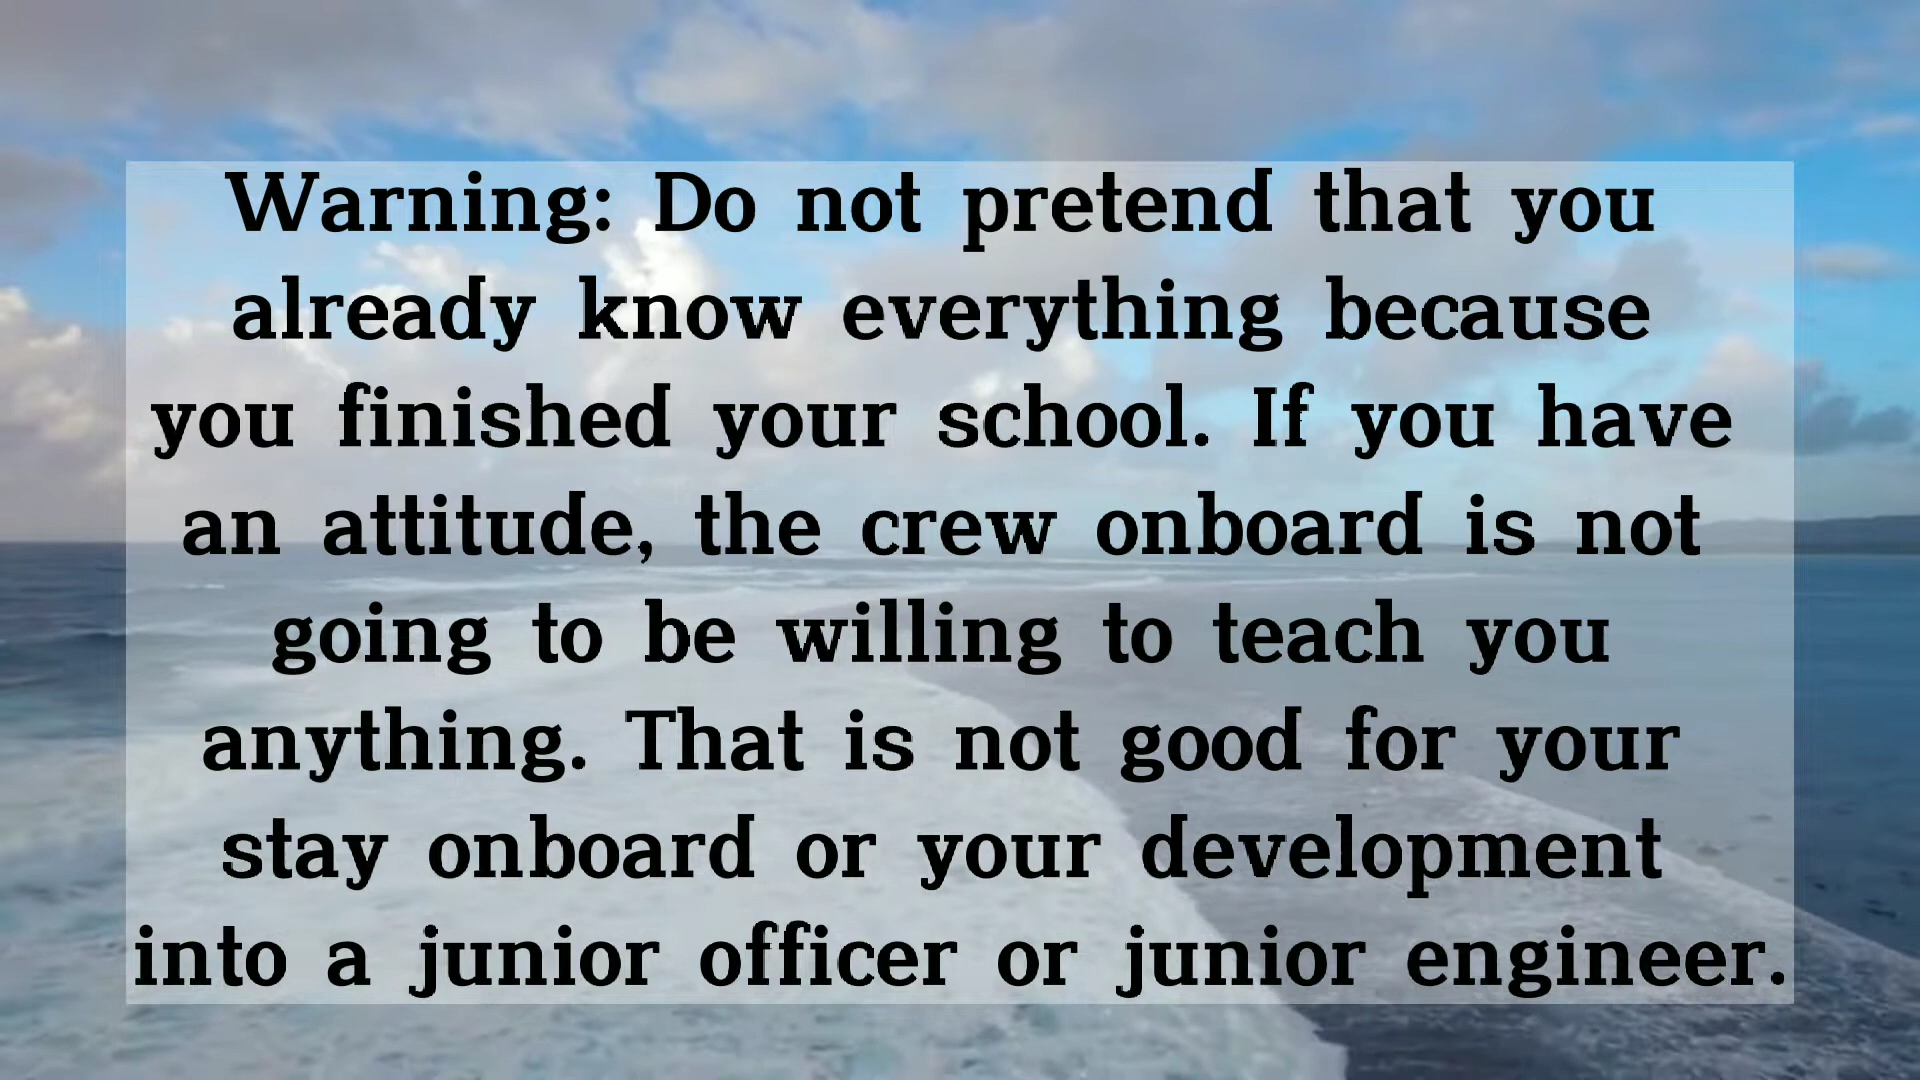 Warning: Do not pretend that you
already know everything because
you finished your school. If you have
an attitude, the crew onboard is not
going to be willing to teach you
anything. That is not good for your
stay onboard or your development
into a junior officer or junior engineer.